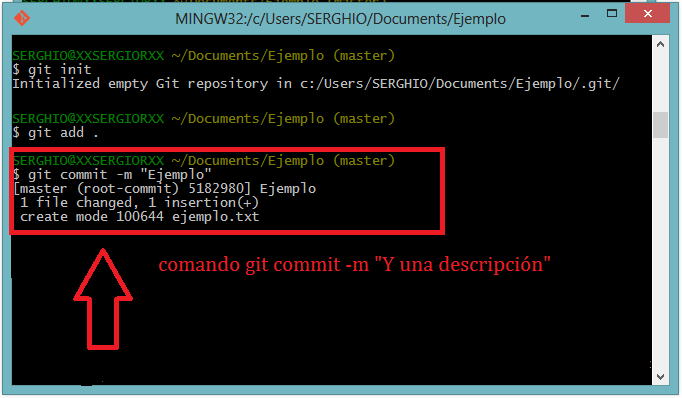 MINGW32:/c/Users/SERGHIO/Documents/Ejemplo
SERGHIO@XXSERGIORXX ~/Documents/Ejemplo (master)
$ git init
Initialized empty Git repository in c:/Users/SERGHIO/Documents/Ejemplo/.git/
SERGHIO@XXSERGIORXX ~/Documents/Ejemplo (master)
$ git add .
SERGHIO@XXSERGIORXX ~/Documents/Ejemplo (master)
$ git commit -m "Ejemplo"
[master (root-commit) 5182980] Ejemplo
1 file changed, 1 insertion(+)
create mode 100644 ejemplo.txt
comando git commit -m "Y una descripción"